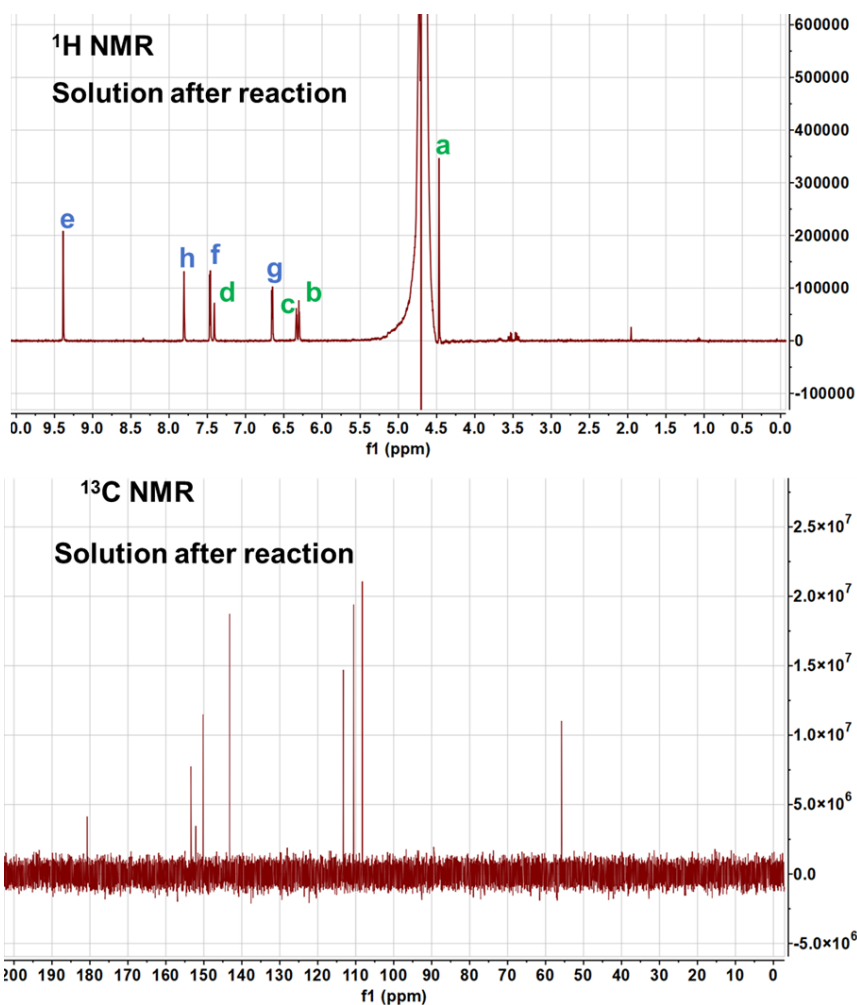 ¹H NMR
Solution after reaction
a
e
h f
d
g
c b
600000
500000
400000
300000
200000
100000
0
-100000
0.0 9.5 9.0 8.5 8.0 7.5 7.0 6.5 6.0 5.5 5.0 4.5 4.0 3.5 3.0 2.5 2.0 1.5 1.0 0.5 0.0
f1 (ppm)
¹³C NMR
Solution after reaction
2.5×10⁷
2.0×10⁷
1.5×10⁷
1.0×10⁷
5.0×10⁶
0.0
-5.0×10⁶
200 190 180 170 160 150 140 130 120 110 100 90 80 70 60 50 40 30 20 10 0
f1 (ppm)